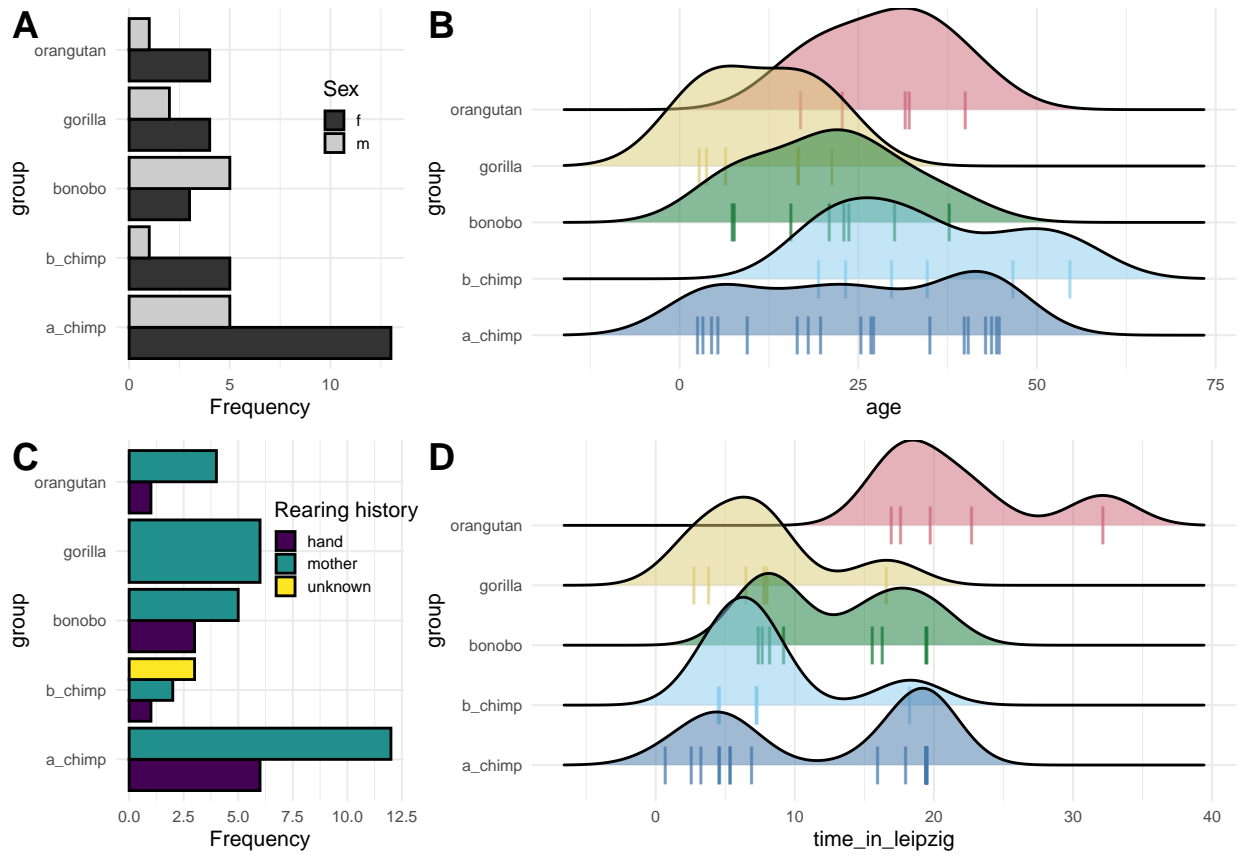 A
group
orangutan
gorilla
bonobo
b_chimp
a_chimp
0 5 10
Frequency
Sex
f
m
B
group
orangutan
gorilla
bonobo
b_chimp
a_chimp
0 25 50 75
age
C
group
orangutan
gorilla
bonobo
b_chimp
a_chimp
0.0 2.5 5.0 7.5 10.0 12.5
Frequency
Rearing history
hand
mother
unknown
D
group
orangutan
gorilla
bonobo
b_chimp
a_chimp
0 10 20 30 40
time_in_leipzig